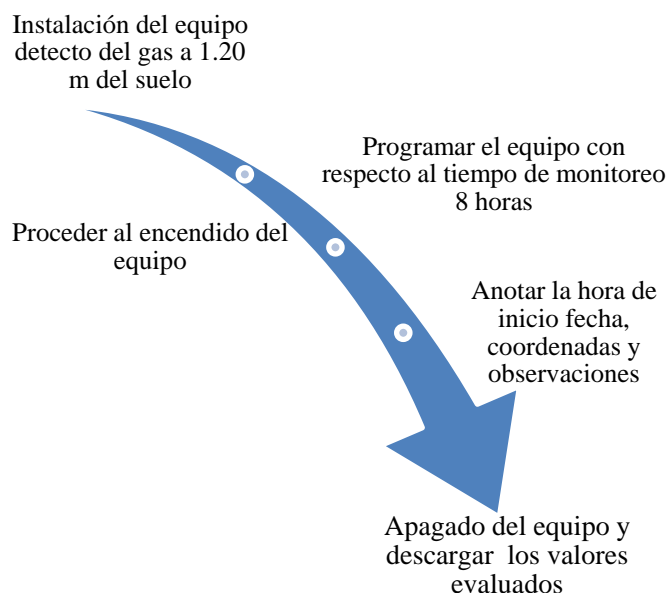 Instalación del equipo
detecto del gas a 1.20
m del suelo
Programar el equipo con
respecto al tiempo de monitoreo
8 horas
Proceder al encendido del
equipo
Anotar la hora de
inicio fecha,
coordenadas y
observaciones
Apagado del equipo y
descargar los valores
evaluados